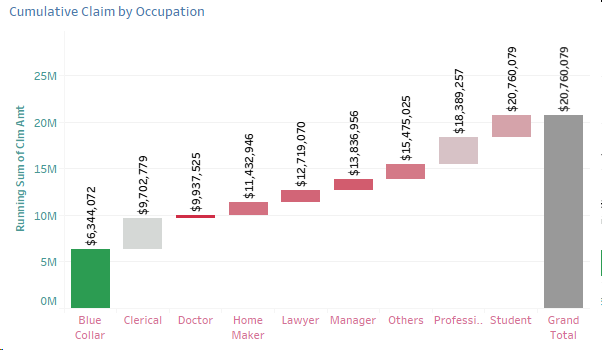 Cumulative Claim by Occupation
Running Sum of Clm Amt
25M
20M
15M
10M
5M
0M
$6,344,072
$9,702,779
$9,937,525
$11,432,946
$12,719,070
$13,836,956
$15,475,025
$18,389,257
$20,760,079
$20,760,079
Blue
Collar
Clerical
Doctor
Home
Maker
Lawyer
Manager
Others
Professi..
Student
Grand
Total